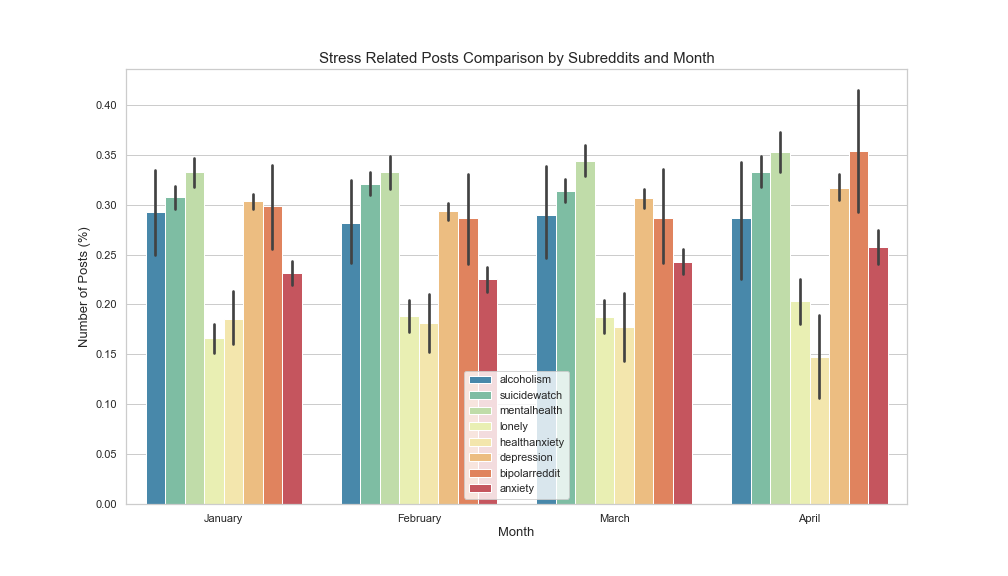 Stress Related Posts Comparison by Subreddits and Month
Number of Posts (%)
0.40
0.35
0.30
0.25
0.20
0.15
0.10
0.05
0.00
alcoholism
suicidewatch
mentalhealth
lonely
healthanxiety
depression
bipolarreddit
anxiety
January
February
March
April
Month